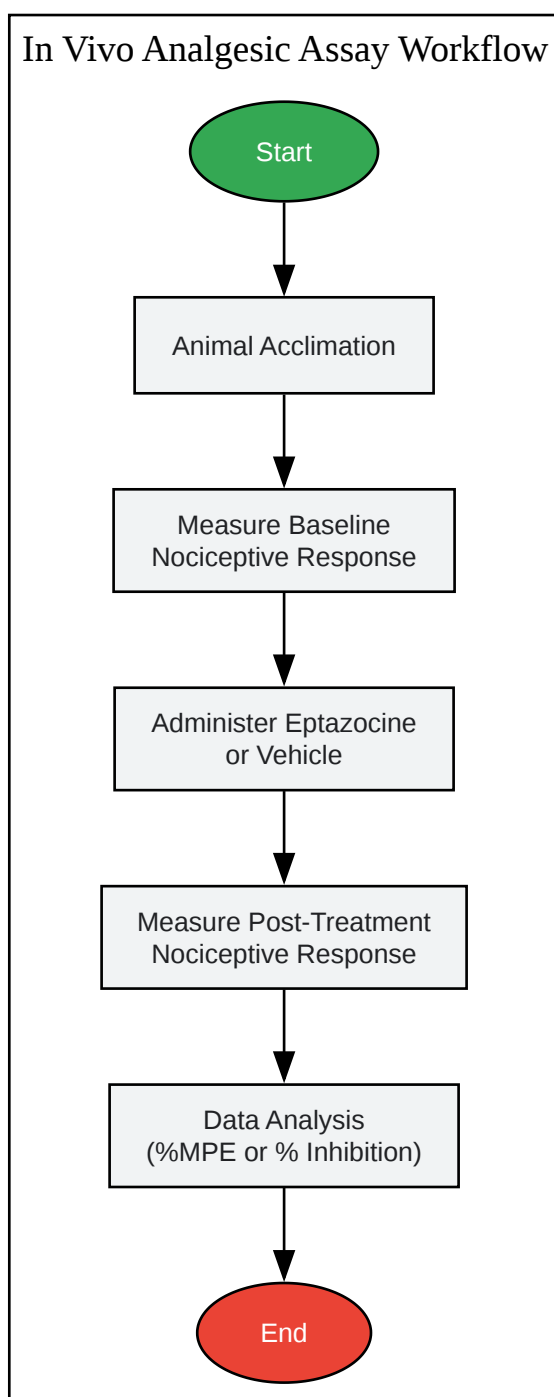 In Vivo Analgesic Assay Workflow
Start
Animal Acclimation
Measure Baseline
Nociceptive Response
Administer Eptazocine
or Vehicle
Measure Post-Treatment
Nociceptive Response
Data Analysis
(%MPE or % Inhibition)
End